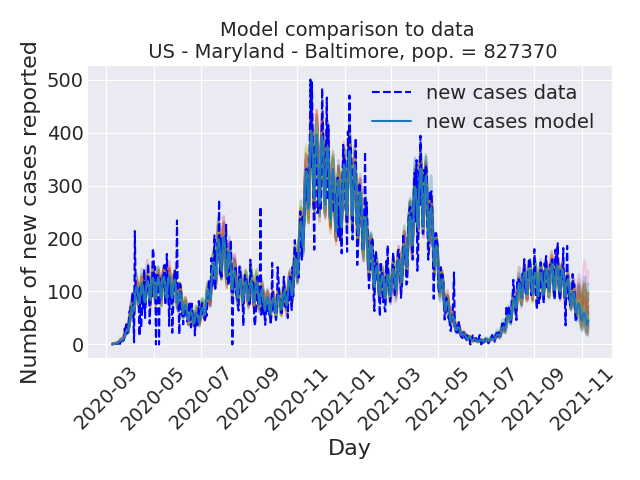 Model comparison to data
US - Maryland - Baltimore, pop. = 827370
Number of new cases reported
500
400
300
200
100
0
new cases data
new cases model
2020-03
2020-05
2020-07
2020-09
2020-11
2021-01
2021-03
2021-05
2021-07
2021-09
2021-11
Day